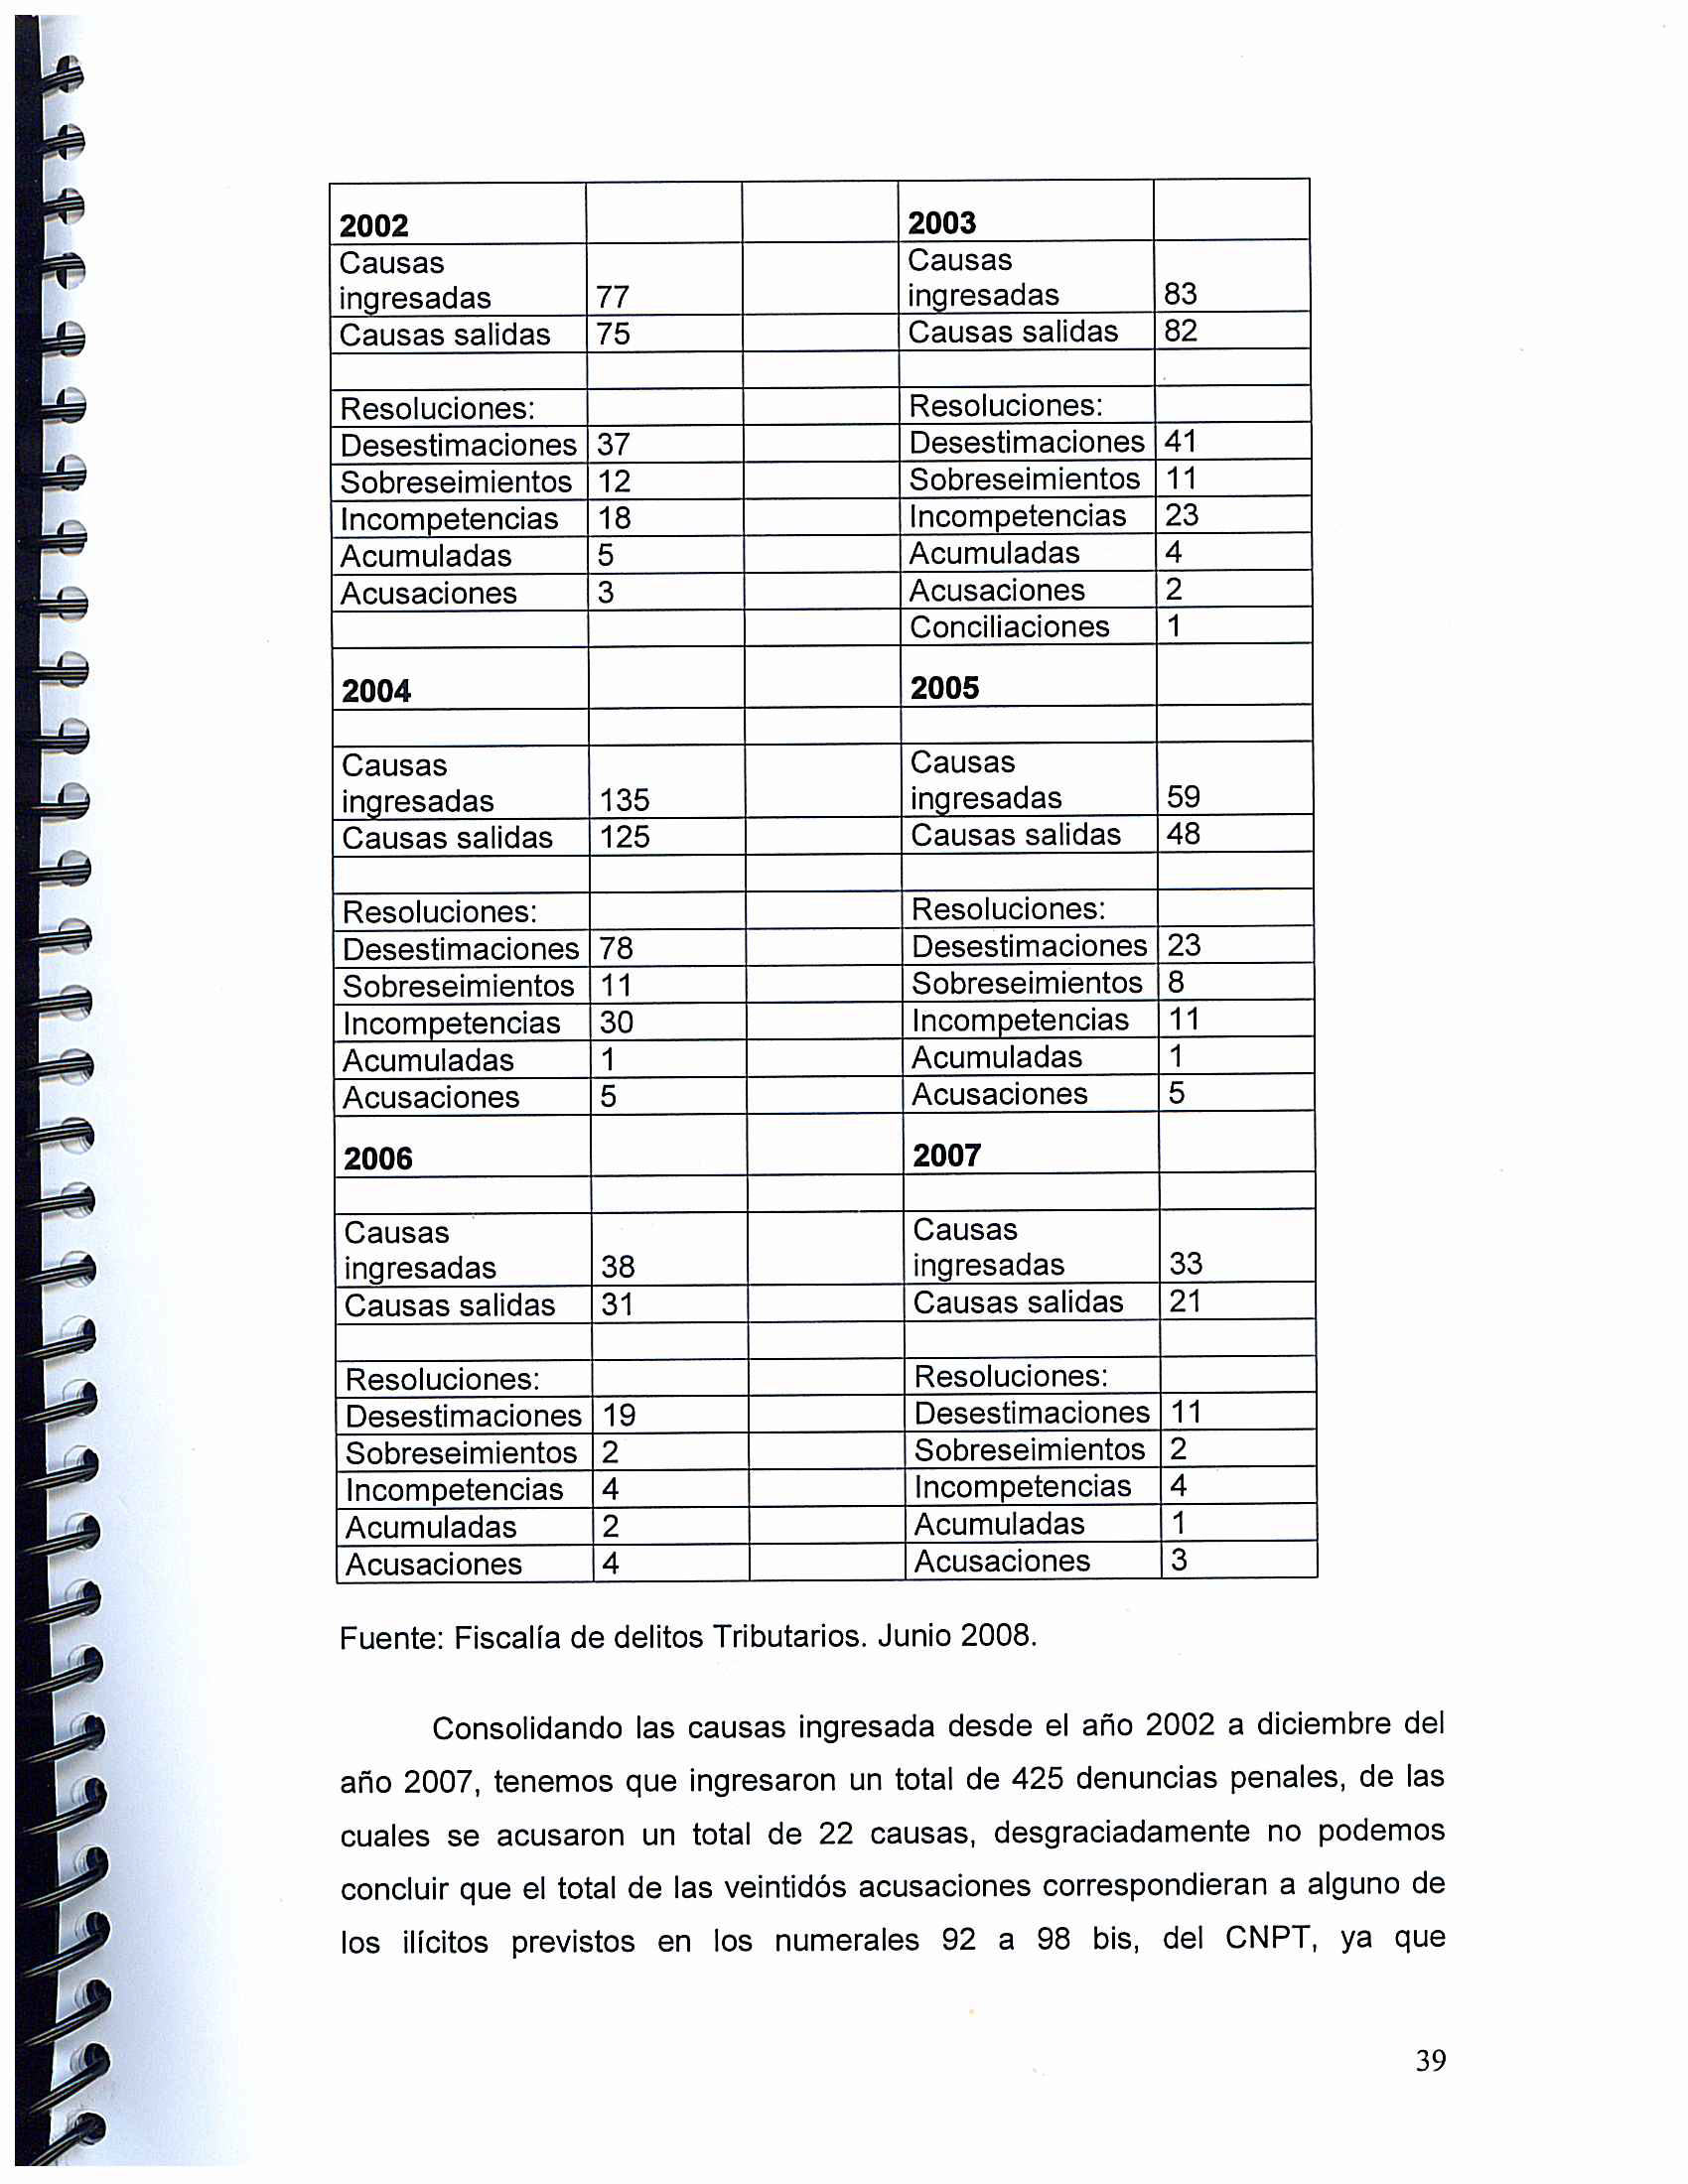 2002 2003
Causas Causas
ingresadas 77 ingresadas 83
Causas salidas 75 Causas salidas 82
Resoluciones: Resoluciones:
Desestimaciones 37 Desestimaciones 41
Sobreseimientos 12 Sobreseimientos 11
Incompetencias 18 Incompetencias 23
Acumuladas 5 Acumuladas 4
Acusaciones 3 Acusaciones 2
Conciliaciones 1
2004 2005
Causas Causas
ingresadas 135 ingresadas 59
Causas salidas 125 Causas salidas 48
Resoluciones: Resoluciones:
Desestimaciones 78 Desestimaciones 23
Sobreseimientos 11 Sobreseimientos 8
Incompetencias 30 Incompetencias 11
Acumuladas 1 Acumuladas 1
Acusaciones 5 Acusaciones 5
2006 2007
Causas Causas
ingresadas 38 ingresadas 33
Causas salidas 31 Causas salidas 21
Resoluciones: Resoluciones:
Desestimaciones 19 Desestimaciones 11
Sobreseimientos 2 Sobreseimientos 2
Incompetencias 4 Incompetencias 4
Acumuladas 2 Acumuladas 1
Acusaciones 4 Acusaciones 3
Fuente: Fiscalía de delitos Tributarios. Junio 2008.
Consolidando las causas ingresada desde el año 2002 a diciembre del
año 2007, tenemos que ingresaron un total de 425 denuncias penales, de las
cuales se acusaron un total de 22 causas, desgraciadamente no podemos
concluir que el total de las veintidós acusaciones correspondieran a alguno de
los ilícitos previstos en los numerales 92 a 98 bis, del CNPT, ya que
39